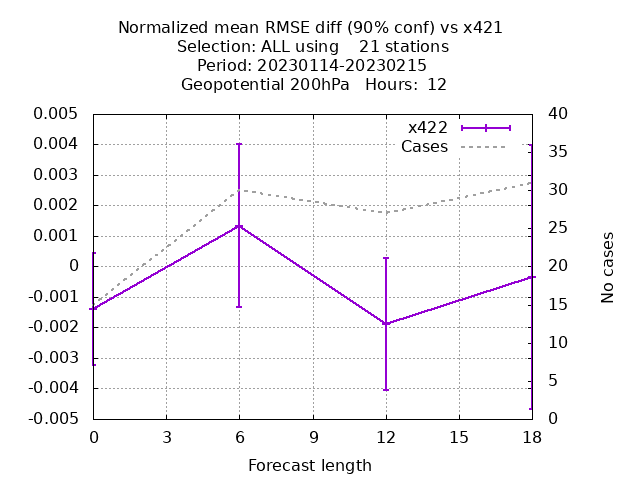 Normalized mean RMSE diff (90% conf) vs x421
Selection: ALL using    21 stations
Period: 20230114-20230215
Geopotential 200hPa   Hours:  12
0.005
0.004
0.003
0.002
0.001
0
-0.001
-0.002
-0.003
-0.004
-0.005
x422
Cases
40
35
30
25
20
15
10
5
0
No cases
0 3 6 9 12 15 18
Forecast length